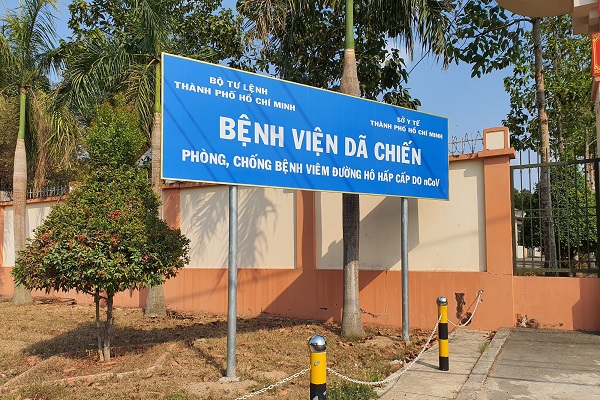 BỘ TƯ LỆNH
THÀNH PHỐ HỒ CHÍ MINH
SỞ Y TẾ
THÀNH PHỐ HỒ CHÍ MINH
BỆNH VIỆN DÃ CHIẾN
PHÒNG, CHỐNG BỆNH VIÊM ĐƯỜNG HÔ HẤP CẤP DO nCoV